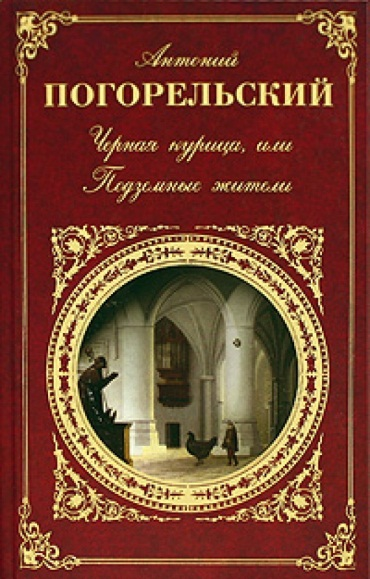 Антоний
ПОГОРЕЛЬСКИЙ
Черная курица, или
Подземные жители